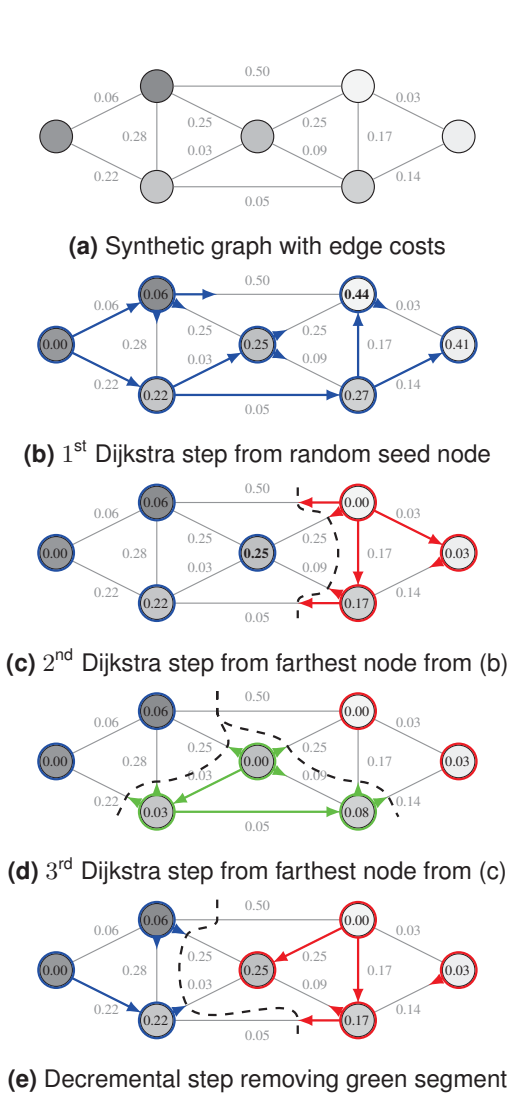 0.50
0.06 0.03
0.28 0.25 0.25 0.17
0.03 0.09
0.22 0.14
0.05
(a) Synthetic graph with edge costs
0.06 0.50 0.44
0.06 0.03
0.00 0.28 0.25 0.25 0.25 0.17 0.41
0.03 0.09
0.22 0.14
0.22 0.05 0.27
(b) 1st Dijkstra step from random seed node
0.06 0.50 0.00
0.06 0.03
0.00 0.28 0.25 0.25 0.25 0.17 0.03
0.03 0.09
0.22 0.14
0.22 0.05 0.17
(c) 2nd Dijkstra step from farthest node from (b)
0.06 0.50 0.00
0.06 0.03
0.00 0.28 0.25 0.00 0.25 0.17 0.03
0.03 0.09
0.22 0.14
0.03 0.05 0.08
(d) 3rd Dijkstra step from farthest node from (c)
0.06 0.50 0.00
0.06 0.03
0.00 0.28 0.25 0.25 0.25 0.17 0.03
0.03 0.09
0.22 0.14
0.22 0.05 0.17
(e) Decremental step removing green segment